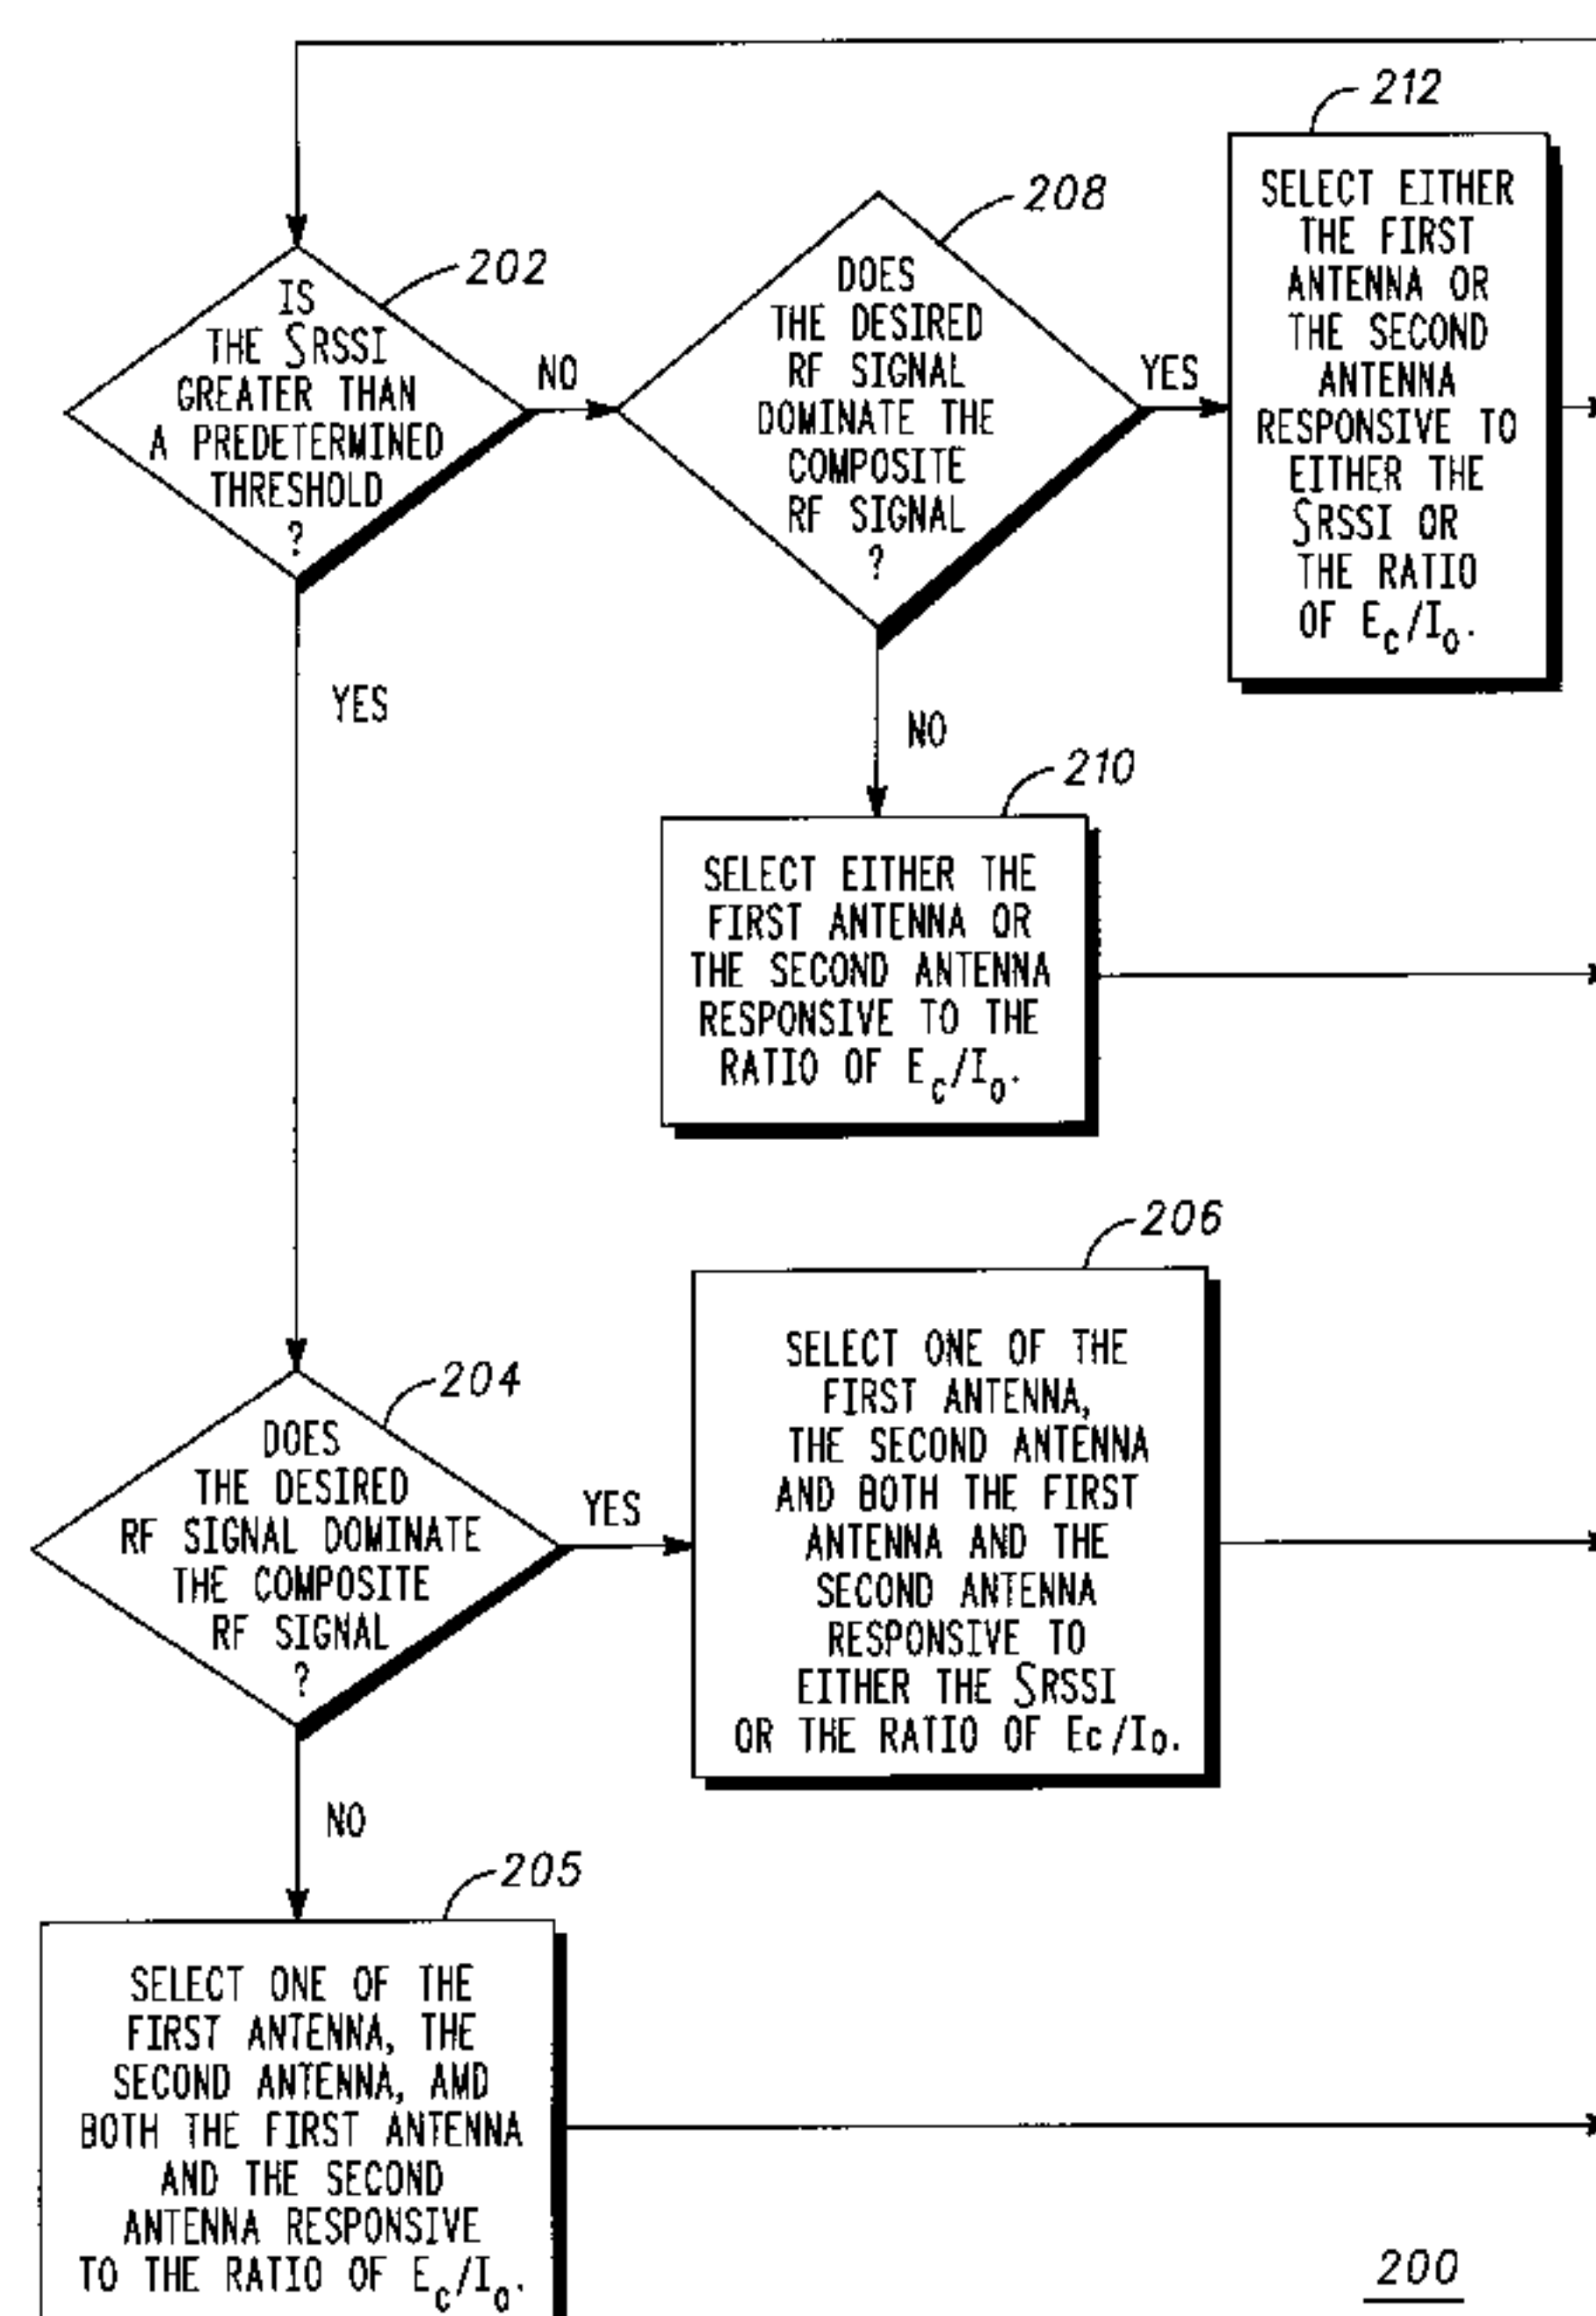 212
SELECT EITHER
THE FIRST
ANTENNA OR
THE SECOND
ANTENNA
RESPONSIVE TO
EITHER THE
SRSSI OR
THE RATIO
OF Ec/Io.
208
DOES
THE DESIRED
RF SIGNAL
DOMINATE THE
COMPOSITE
RF SIGNAL
?
202
IS
THE SRSSI
GREATER THAN
A PREDETERMINED
THRESHOLD
?
NO
YES
YES
NO
210
SELECT EITHER THE
FIRST ANTENNA OR
THE SECOND ANTENNA
RESPONSIVE TO THE
RATIO OF Ec/Io.
206
SELECT ONE OF THE
FIRST ANTENNA,
THE SECOND ANTENNA
AND BOTH THE FIRST
ANTENNA AND THE
SECOND ANTENNA
RESPONSIVE TO
EITHER THE SRSSI
OR THE RATIO OF Ec/Io.
204
DOES
THE DESIRED
RF SIGNAL DOMINATE
THE COMPOSITE
RF SIGNAL
?
YES
NO
205
SELECT ONE OF THE
FIRST ANTENNA, THE
SECOND ANTENNA, AMD
BOTH THE FIRST ANTENNA
AND THE SECOND
ANTENNA RESPONSIVE
TO THE RATIO OF Ec/Io.
200